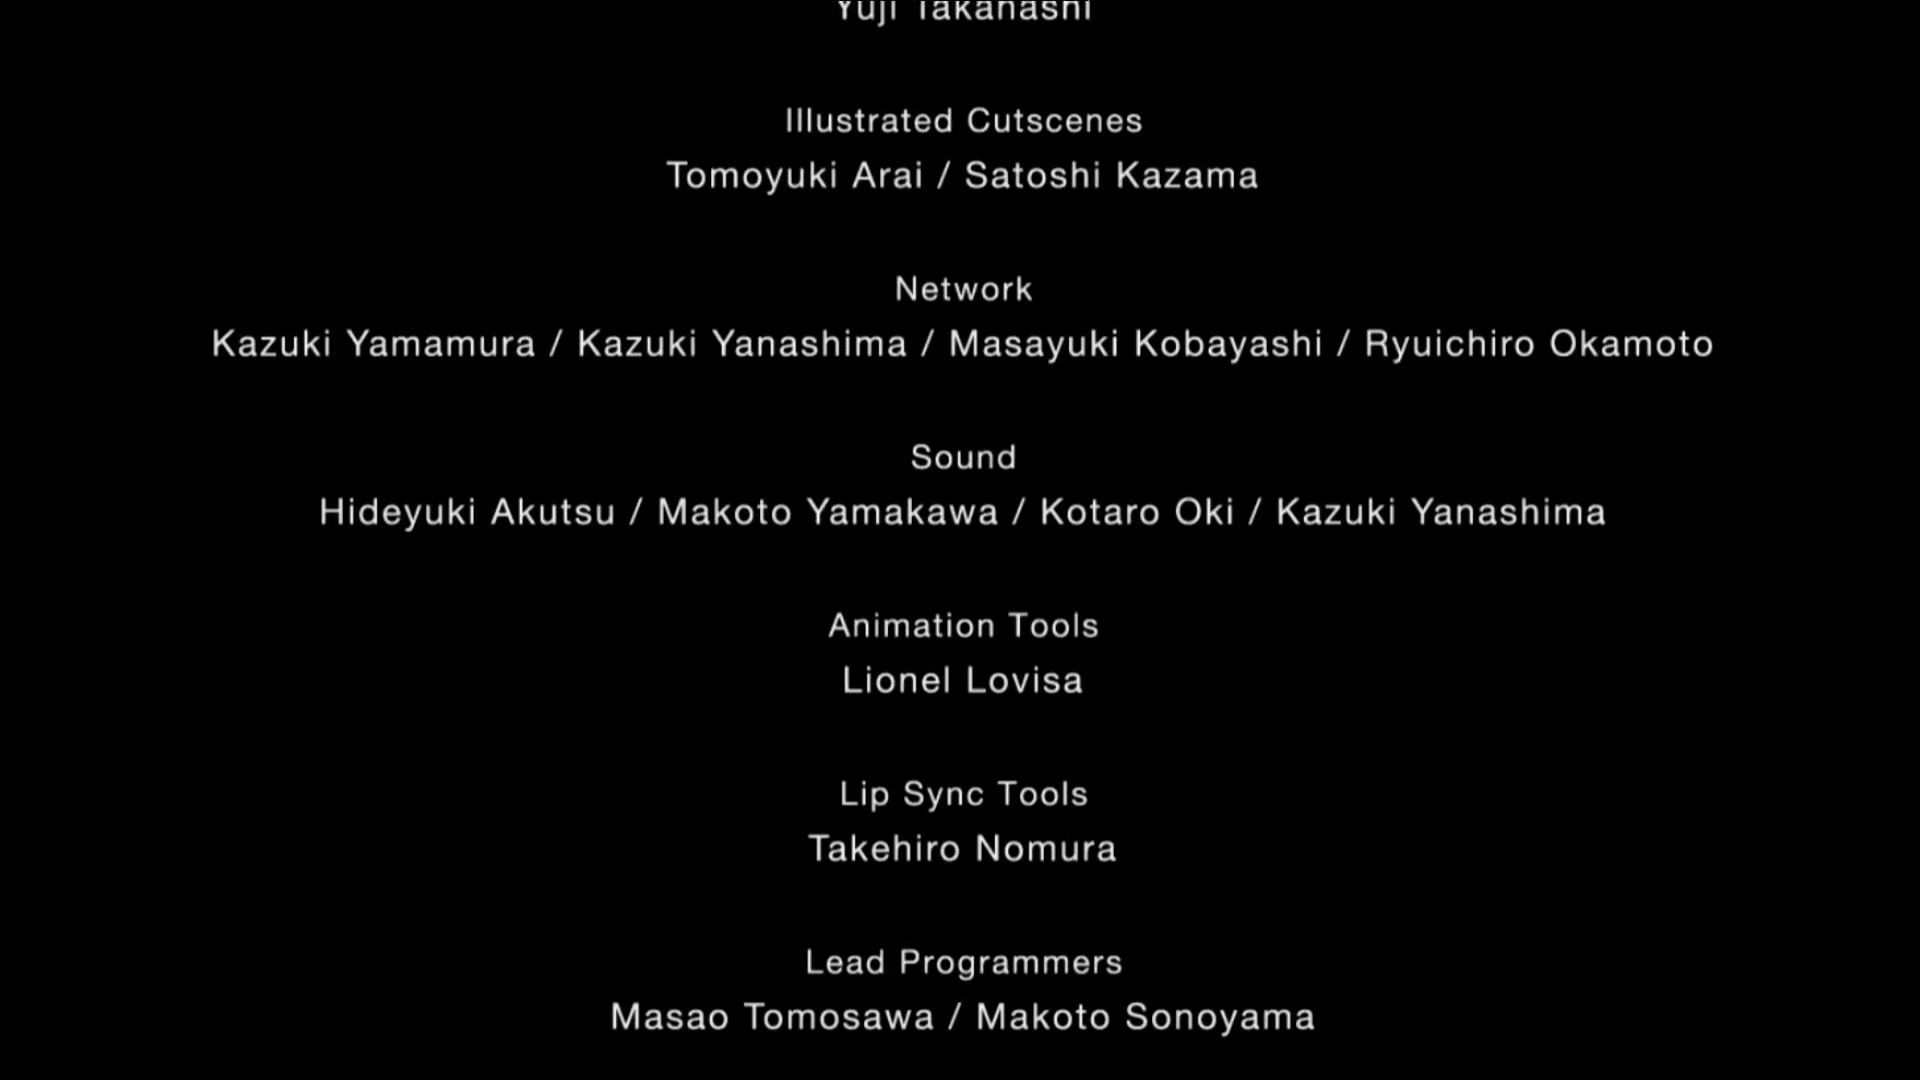 Yuji Takahashi
Illustrated Cutscenes
Tomoyuki Arai / Satoshi Kazama
Network
Kazuki Yamamura / Kazuki Yanashima / Masayuki Kobayashi / Ryuichiro Okamoto
Sound
Hideyuki Akutsu / Makoto Yamakawa / Kotaro Oki / Kazuki Yanashima
Animation Tools
Lionel Lovisa
Lip Sync Tools
Takehiro Nomura
Lead Programmers
Masao Tomosawa / Makoto Sonoyama